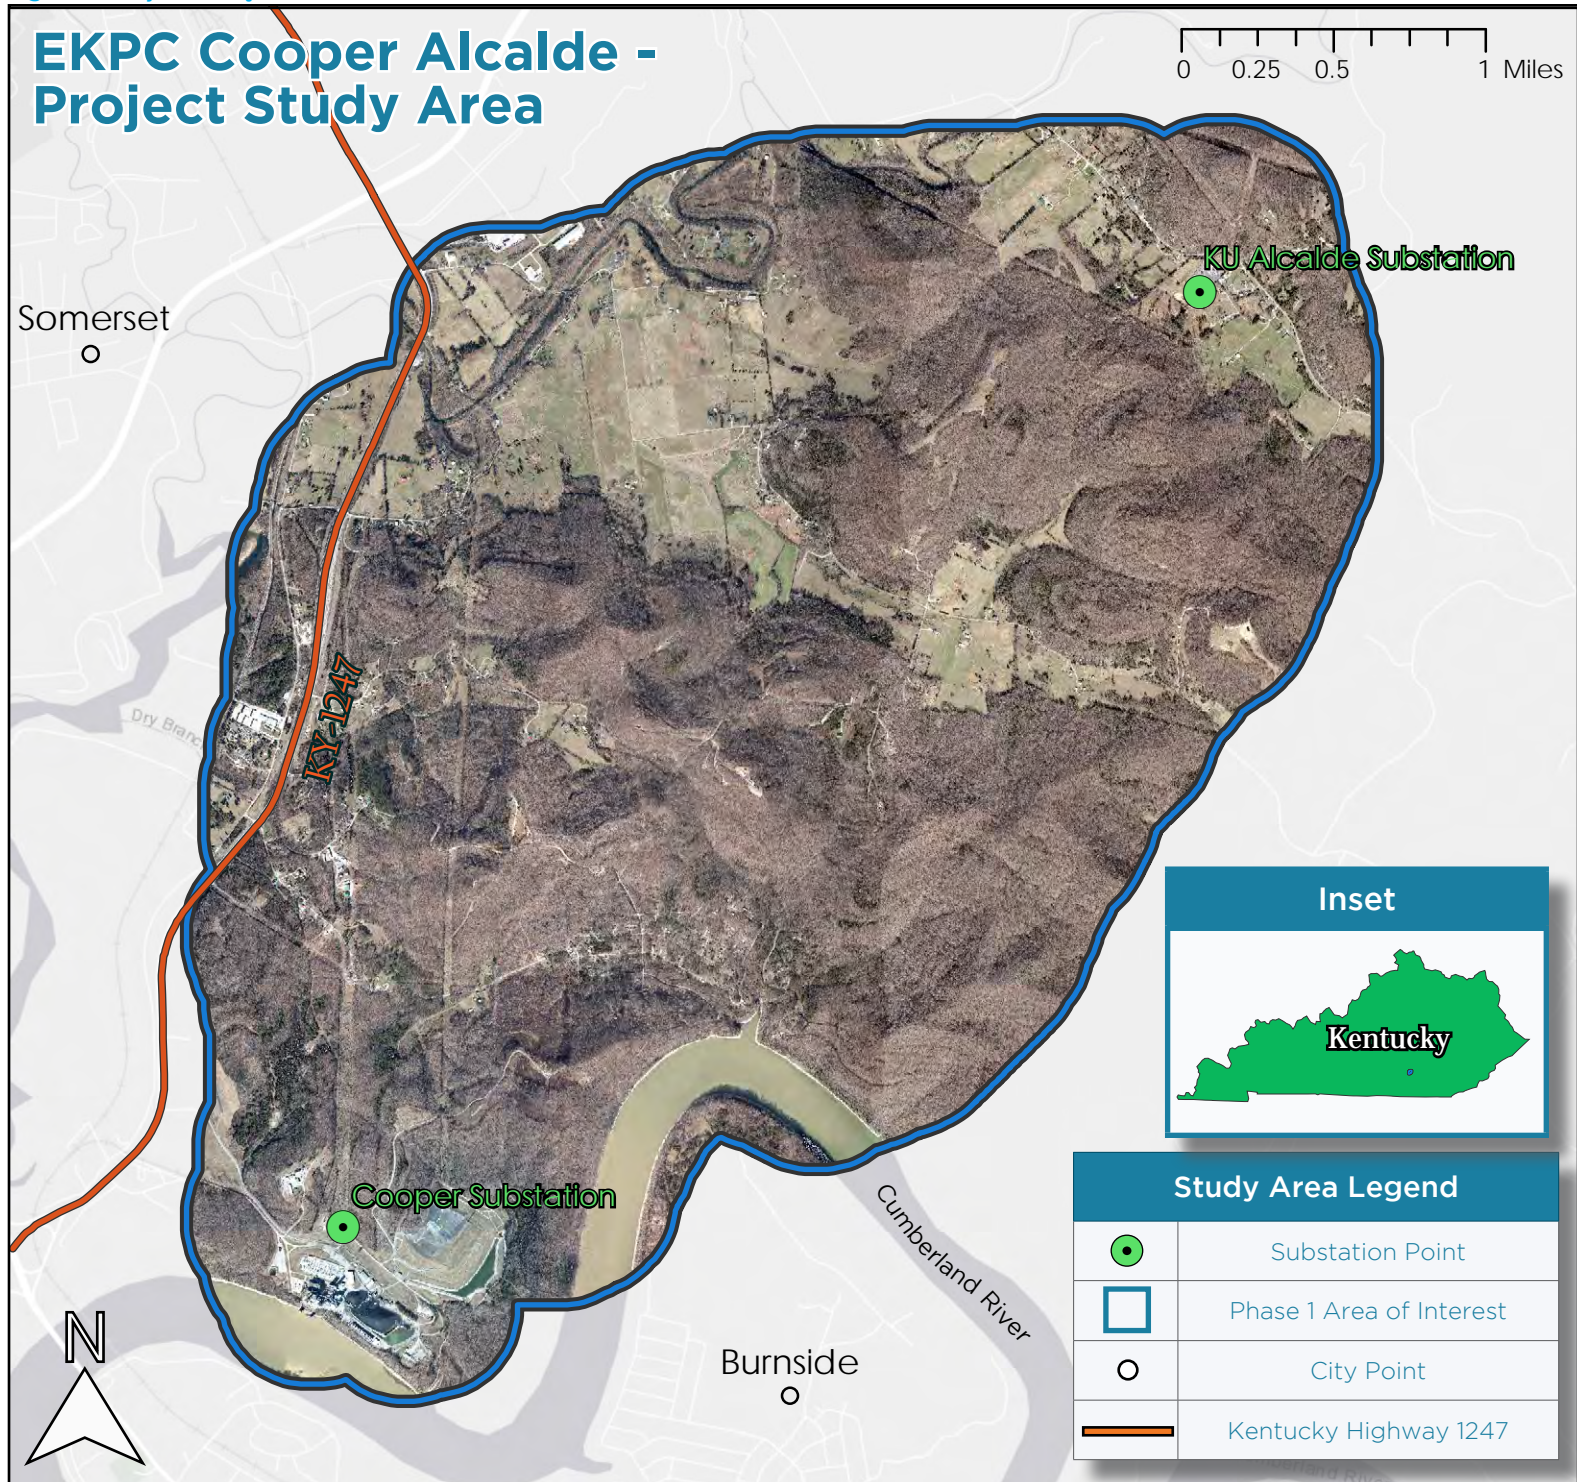 EKPC Cooper Alcalde -
Project Study Area
0 0.25 0.5 1 Miles
KU Alcalde Substation
Somerset
KY-1247
Dry Branch
Inset
Kentucky
Study Area Legend
Substation Point
Phase 1 Area of Interest
City Point
Kentucky Highway 1247
Cooper Substation
Cumberland River
Burnside
N